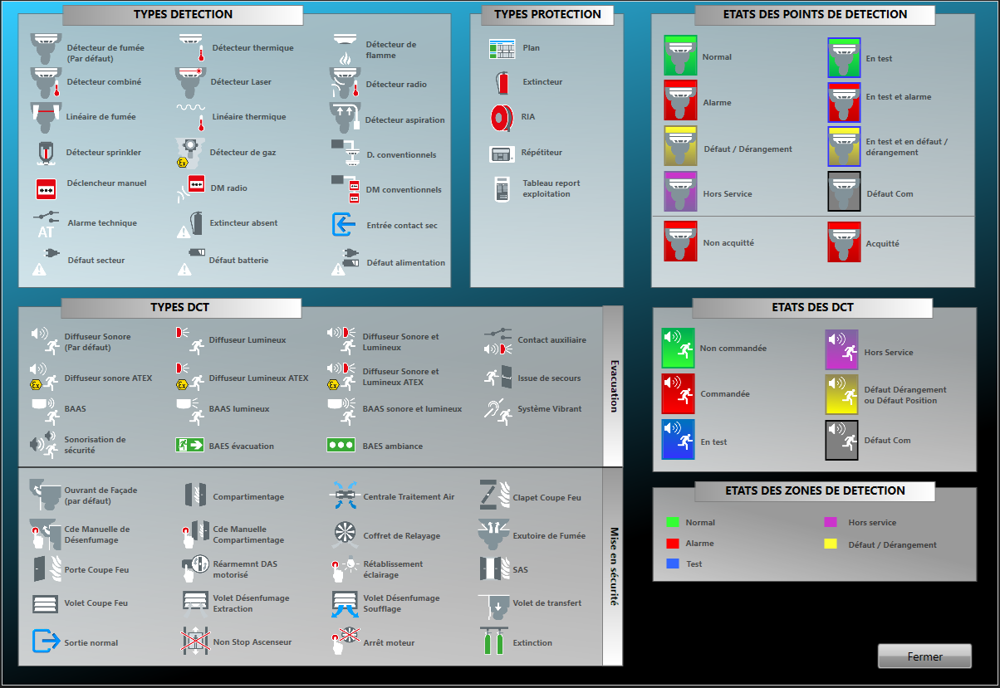 TYPES DETECTION
Détecteur de fumée
(Par défaut)
Détecteur thermique
Détecteur de
flamme
Détecteur combiné
Détecteur Laser
Détecteur radio
Linéaire de fumée
Linéaire thermique
Détecteur aspiration
Détecteur sprinkler
Ex
Détecteur de gaz
D. conventionnels
Déclencheur manuel
DM radio
DM conventionnels
AT
Alarme technique
Extincteur absent
Entrée contact sec
Défaut secteur
Défaut batterie
Défaut alimentation
TYPES PROTECTION
Plan
Extincteur
RIA
Répétiteur
Tableau report
exploitation
ETATS DES POINTS DE DETECTION
Normal
En test
Alarme
En test et alarme
Défaut / Dérangement
En test et en défaut /
dérangement
Hors Service
Défaut Com
Non acquitté
Acquitté
TYPES DCT
Diffuseur Sonore
(Par défaut)
Diffuseur Lumineux
Diffuseur Sonore et
Lumineux
Contact auxiliaire
Ex
Diffuseur sonore ATEX
Ex
Diffuseur Lumineux ATEX
Ex
Diffuseur Sonore et
Lumineux ATEX
Issue de secours
BAAS
BAAS lumineux
BAAS sonore et lumineux
Système Vibrant
Sonorisation de
sécurité
BAES évacuation
BAES ambiance
Evacuation
Ouvrant de Façade
(par défaut)
Compartimentage
Centrale Traitement Air
Clapet Coupe Feu
Cde Manuelle de
Désenfumage
Cde Manuelle
Compartimentage
Coffret de Relayage
Exutoire de Fumée
Porte Coupe Feu
Réarmemnt DAS
motorisé
Rétablissement
éclairage
SAS
Volet Coupe Feu
Volet Désenfumage
Extraction
Volet Désenfumage
Soufflage
Volet de transfert
Sortie normal
Non Stop Ascenseur
Arrêt moteur
Extinction
Mise en sécurité
ETATS DES DCT
Non commandée
Hors Service
Commandée
Défaut Dérangement
ou Défaut Position
En test
Défaut Com
ETATS DES ZONES DE DETECTION
Normal
Hors service
Alarme
Défaut / Dérangement
Test
Fermer